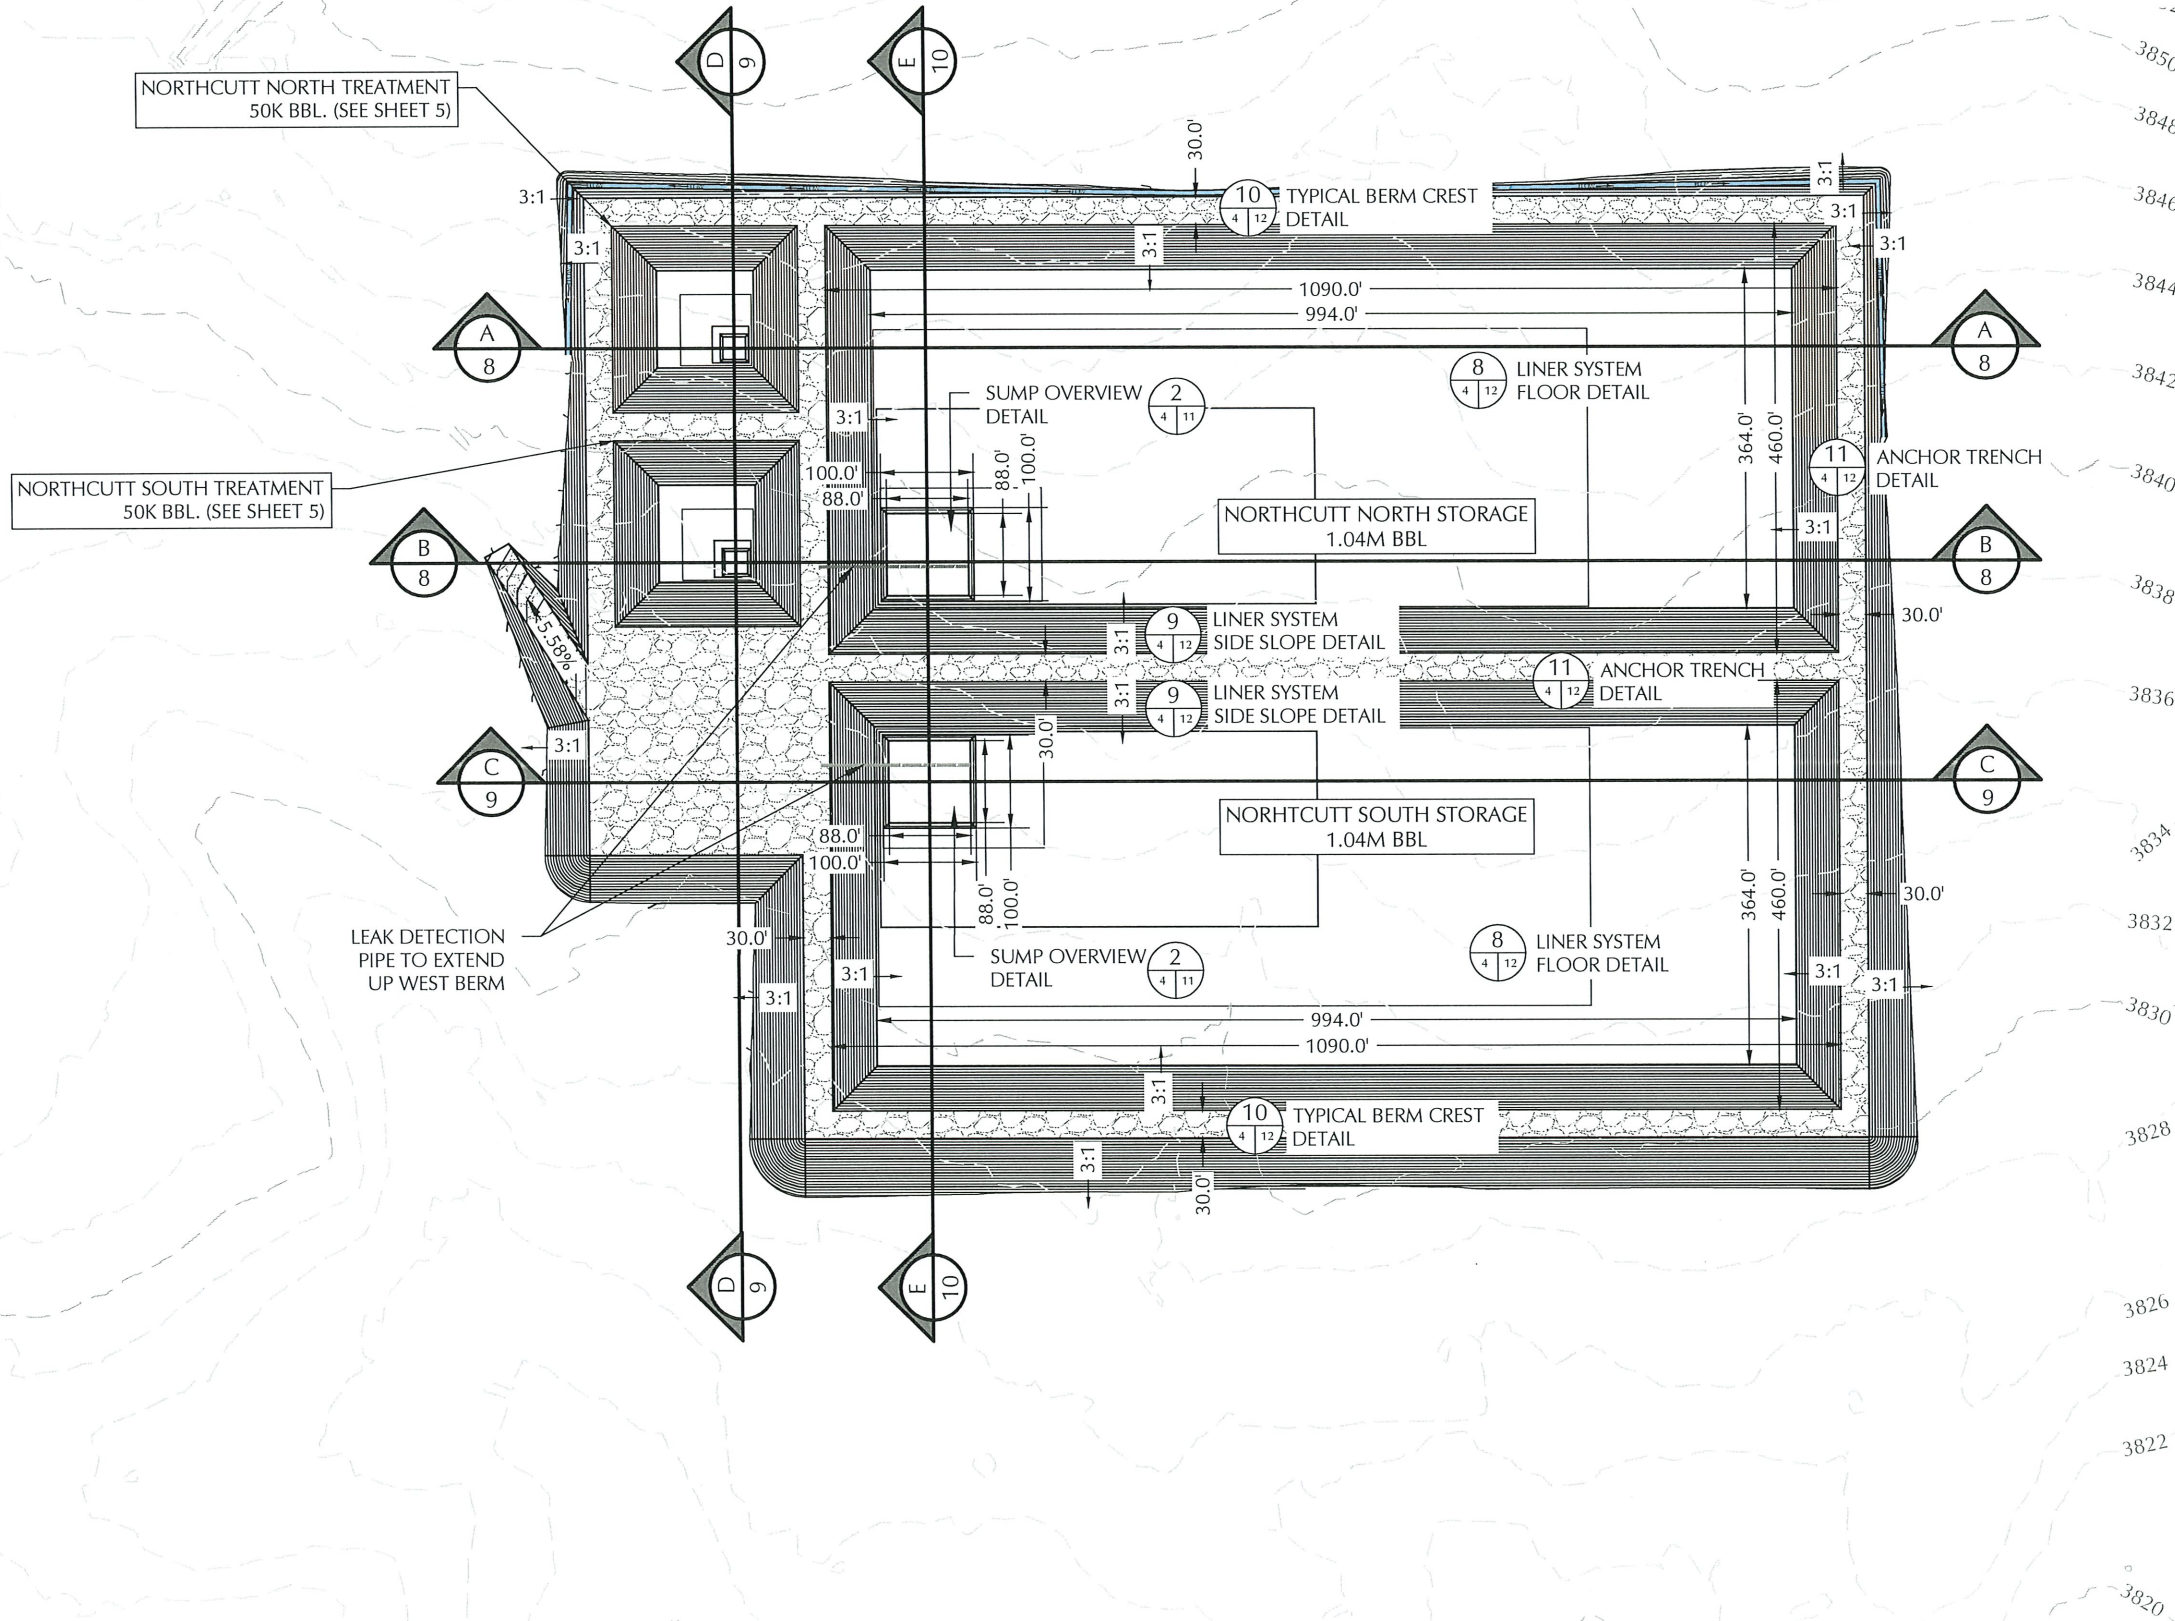 D
9
E
10
3850
3848
3846
3844
3842
3840
3838
3836
3834
3832
3830
3828
3826
3824
3822
3820
NORTHCUTT NORTH TREATMENT
50K BBL. (SEE SHEET 5)
30.0'
3:1
3:1
3:1
3:1
3:1
10
4 12
TYPICAL BERM CREST
DETAIL
3:1
1090.0'
994.0'
A
8
A
8
SUMP OVERVIEW
DETAIL
2
4 11
8
4 12
LINER SYSTEM
FLOOR DETAIL
3:1
364.0'
460.0'
100.0'
88.0'
88.0'
100.0'
11
4 12
ANCHOR TRENCH
DETAIL
NORTHCUTT SOUTH TREATMENT
50K BBL. (SEE SHEET 5)
NORTHCUTT NORTH STORAGE
1.04M BBL
3:1
B
8
B
8
5.58%
30.0'
3:1
9
4 12
LINER SYSTEM
SIDE SLOPE DETAIL
11
4 12
ANCHOR TRENCH
DETAIL
3:1
9
4 12
LINER SYSTEM
SIDE SLOPE DETAIL
30.0'
3:1
C
9
C
9
NORHTCUTT SOUTH STORAGE
1.04M BBL
88.0'
100.0'
88.0'
100.0'
364.0'
460.0'
30.0'
LEAK DETECTION
PIPE TO EXTEND
UP WEST BERM
30.0'
3:1
3:1
SUMP OVERVIEW
DETAIL
2
4 11
8
4 12
LINER SYSTEM
FLOOR DETAIL
3:1
3:1
994.0'
1090.0'
3:1
10
4 12
TYPICAL BERM CREST
DETAIL
3:1
30.0'
D
9
E
10